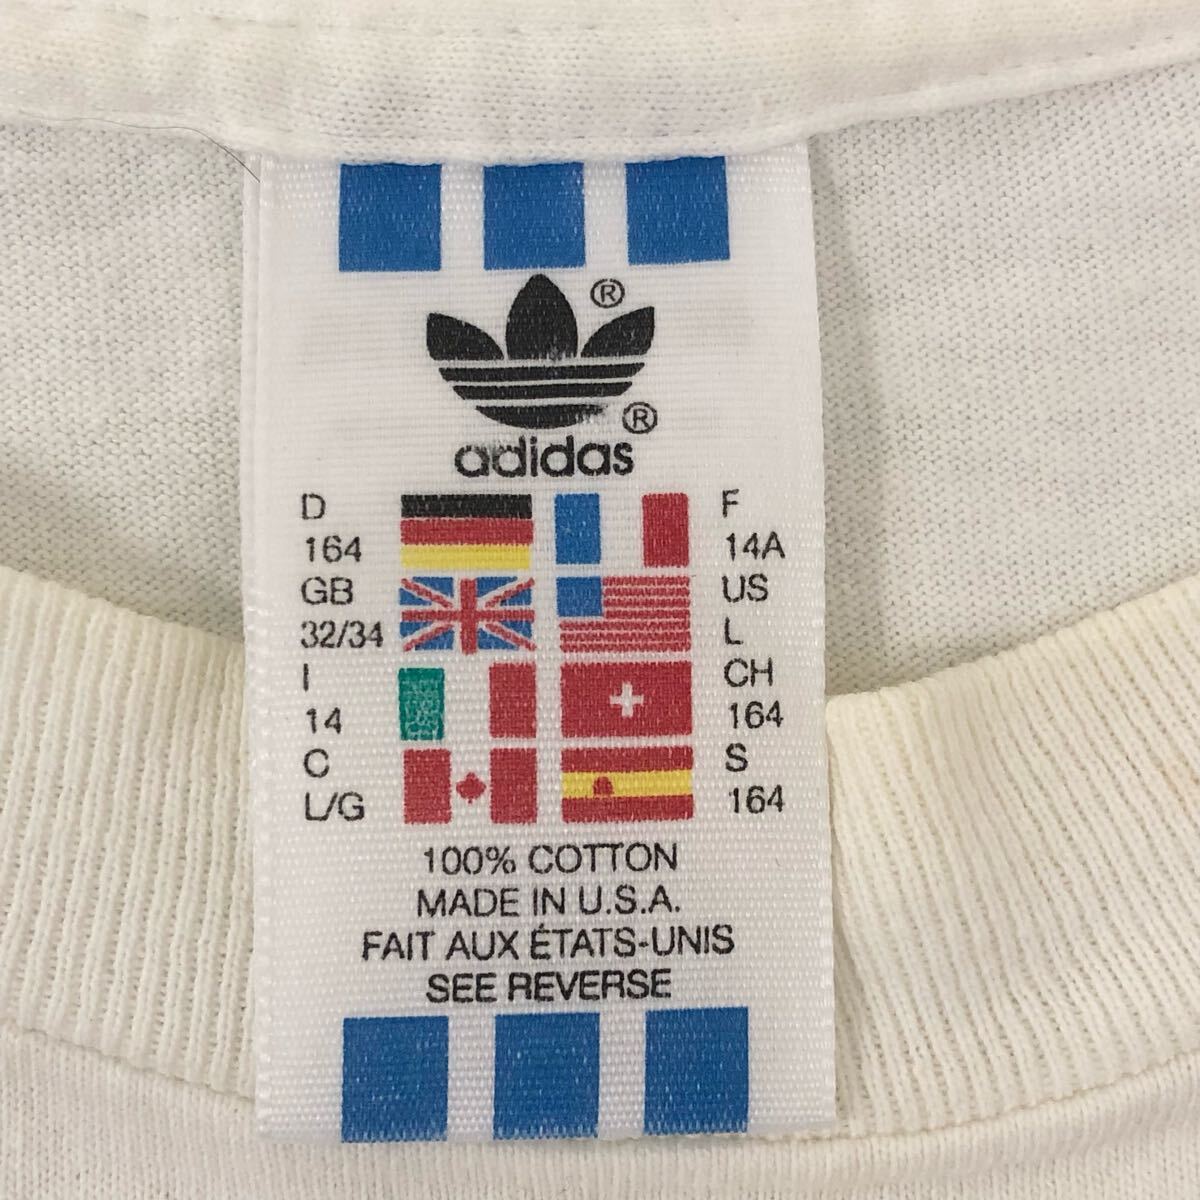 ®
®
adidas
D
164
GB
32/34
I
14
C
L/G
F
14A
US
L
CH
164
S
164
100% COTTON
MADE IN U.S.A.
FAIT AUX ÉTATS-UNIS
SEE REVERSE